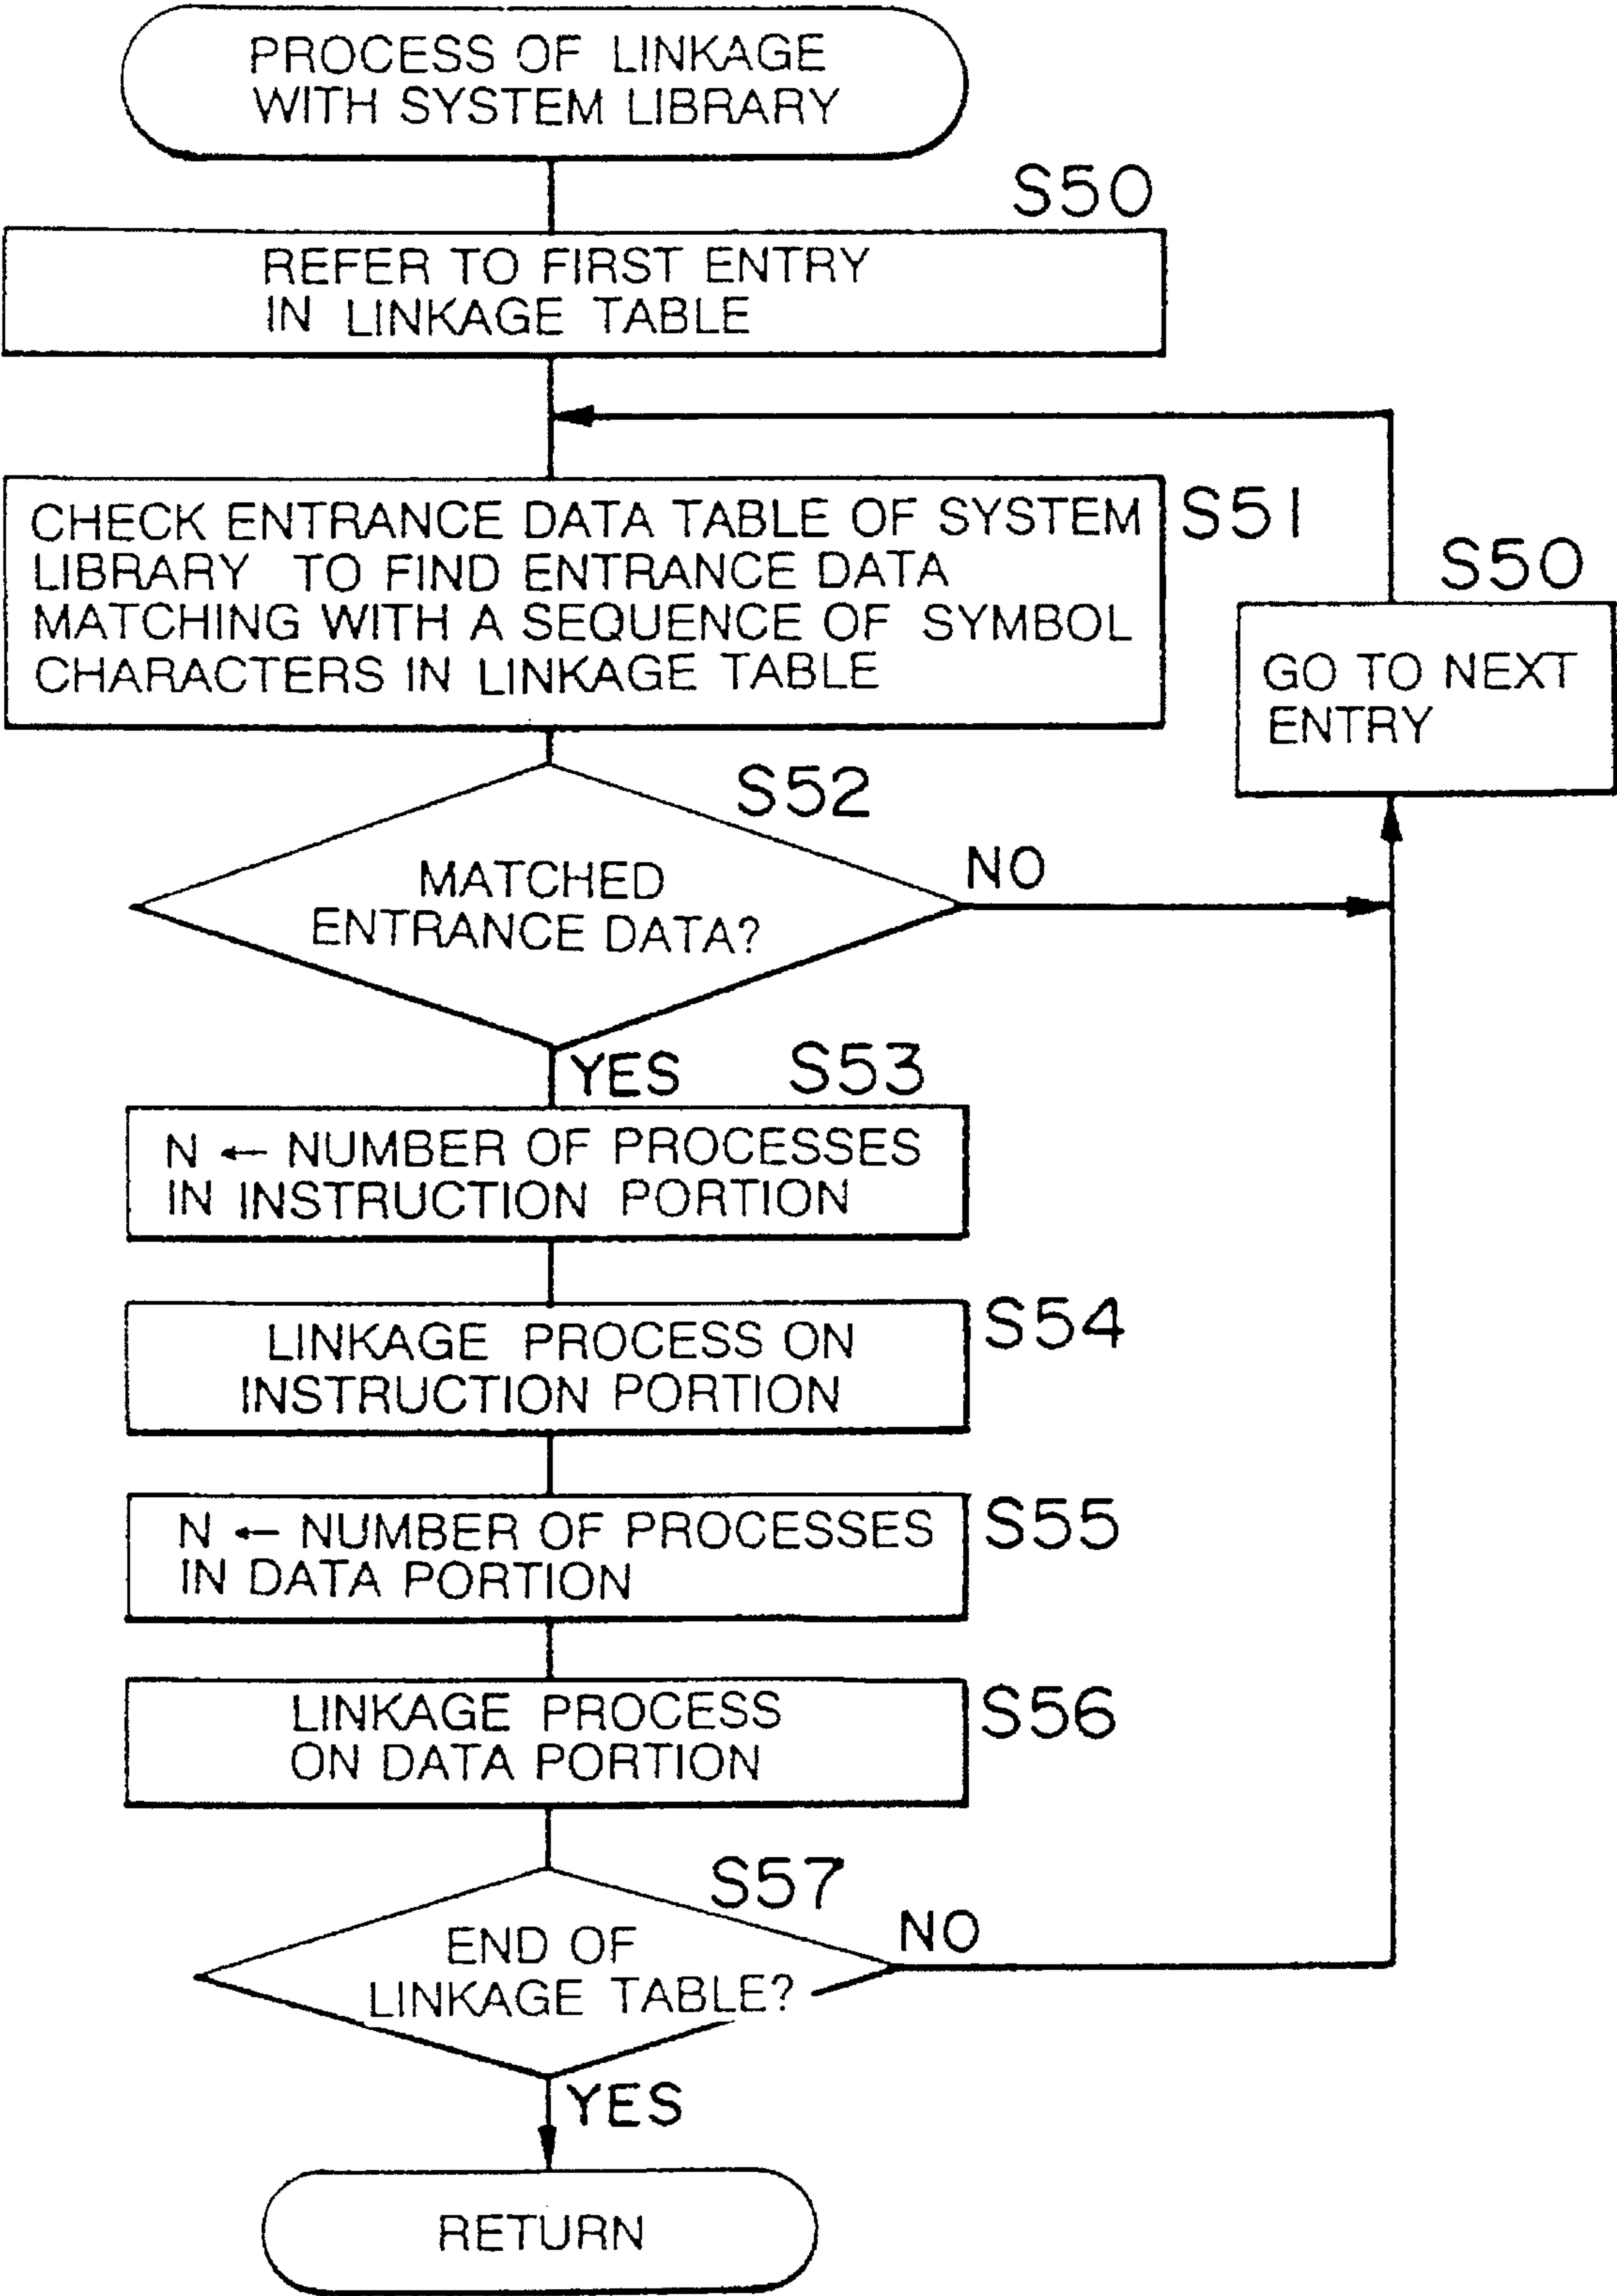 PROCESS OF LINKAGE
WITH SYSTEM LIBRARY
S50
REFER TO FIRST ENTRY
IN LINKAGE TABLE
CHECK ENTRANCE DATA TABLE OF SYSTEM
LIBRARY TO FIND ENTRANCE DATA
MATCHING WITH A SEQUENCE OF SYMBOL
CHARACTERS IN LINKAGE TABLE
S51
S50
GO TO NEXT
ENTRY
S52
MATCHED
ENTRANCE DATA?
NO
YES
S53
N ← NUMBER OF PROCESSES
IN INSTRUCTION PORTION
S54
LINKAGE PROCESS ON
INSTRUCTION PORTION
S55
N ← NUMBER OF PROCESSES
IN DATA PORTION
S56
LINKAGE PROCESS
ON DATA PORTION
S57
END OF
LINKAGE TABLE?
NO
YES
RETURN